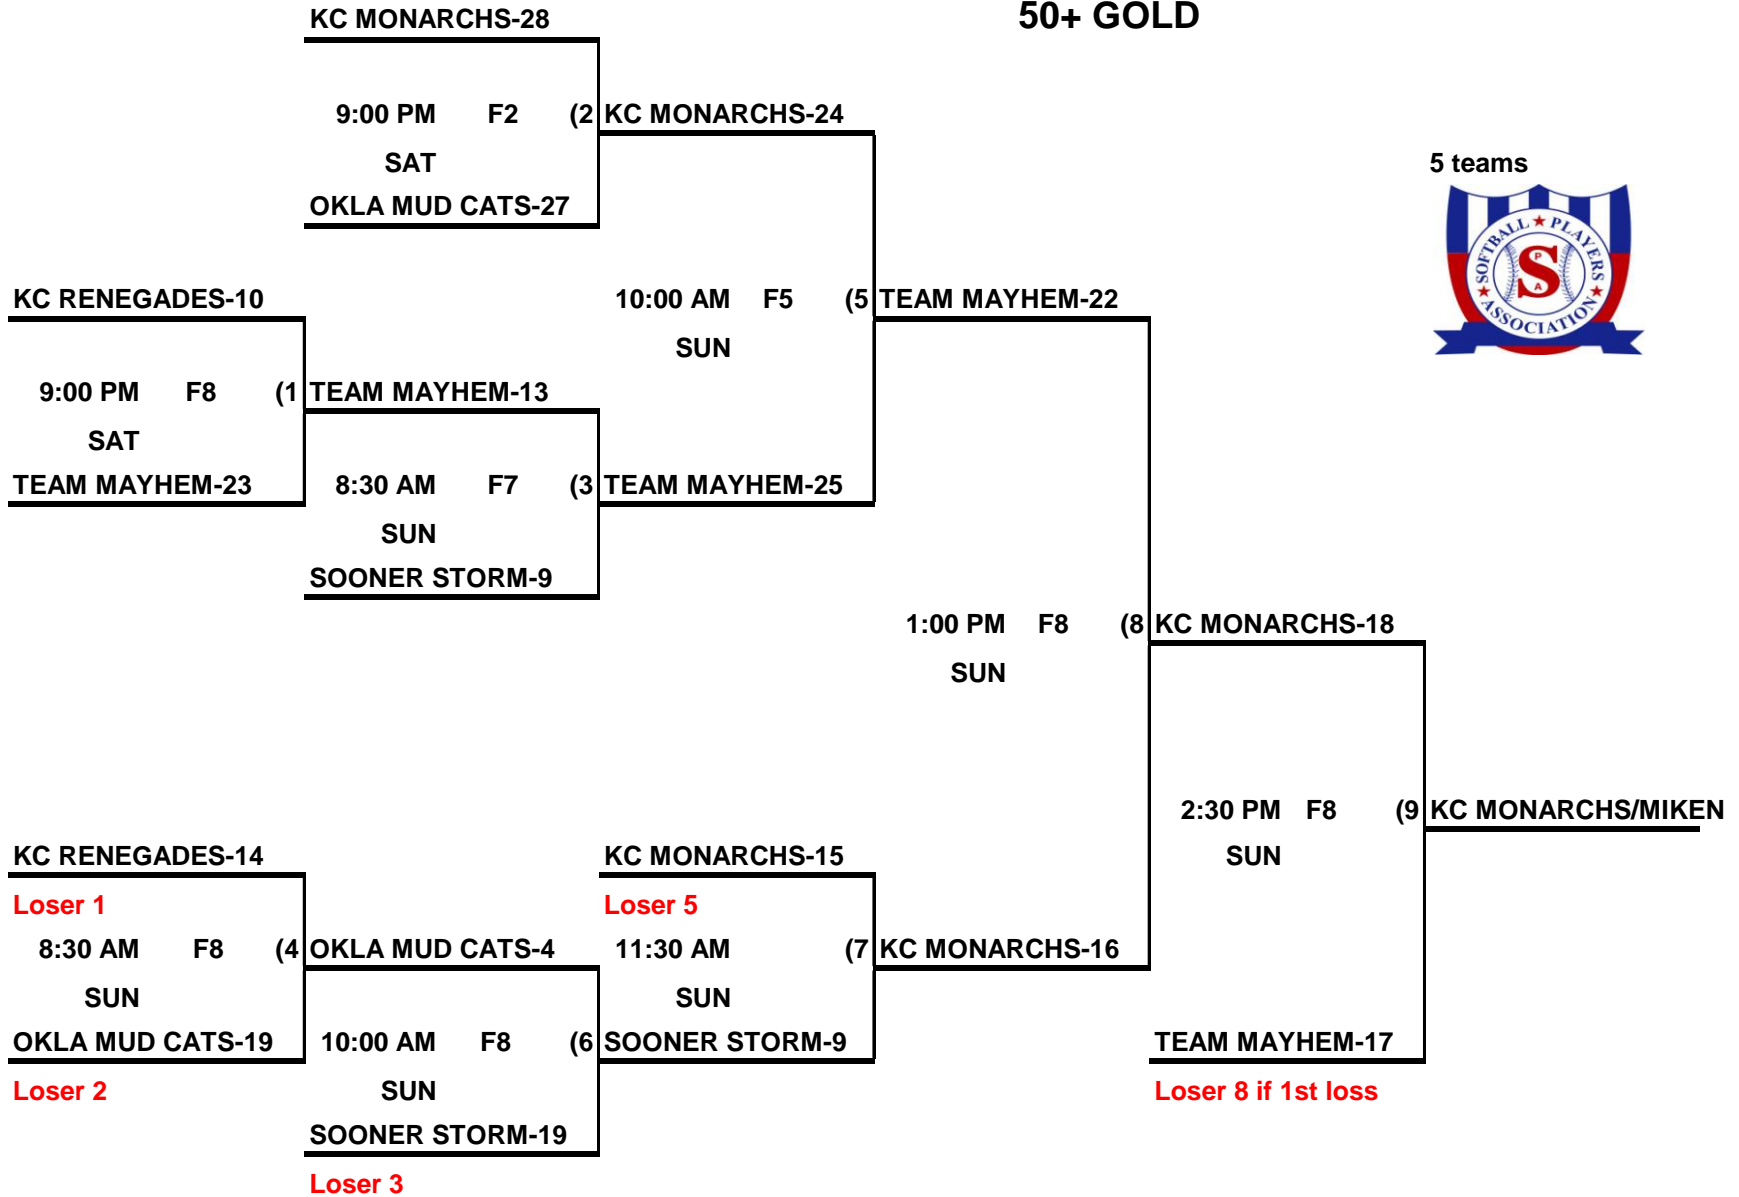 KC MONARCHS-28
50+ GOLD
9:00 PM F2 (2 KC MONARCHS-24
SAT
5 teams
OKLA MUD CATS-27
SOFTBALL ★ PLAYERS ★ ASSOCIATION ★
P
S
A
KC RENEGADES-10
10:00 AM F5 (5 TEAM MAYHEM-22
SUN
9:00 PM F8 (1 TEAM MAYHEM-13
SAT
TEAM MAYHEM-23
8:30 AM F7 (3 TEAM MAYHEM-25
SUN
SOONER STORM-9
1:00 PM F8 (8 KC MONARCHS-18
SUN
2:30 PM F8 (9 KC MONARCHS/MIKEN
SUN
KC RENEGADES-14
KC MONARCHS-15
Loser 1
Loser 5
8:30 AM F8 (4 OKLA MUD CATS-4
11:30 AM (7 KC MONARCHS-16
SUN
SUN
OKLA MUD CATS-19
10:00 AM F8 (6 SOONER STORM-9
TEAM MAYHEM-17
Loser 2
SUN
Loser 8 if 1st loss
SOONER STORM-19
Loser 3